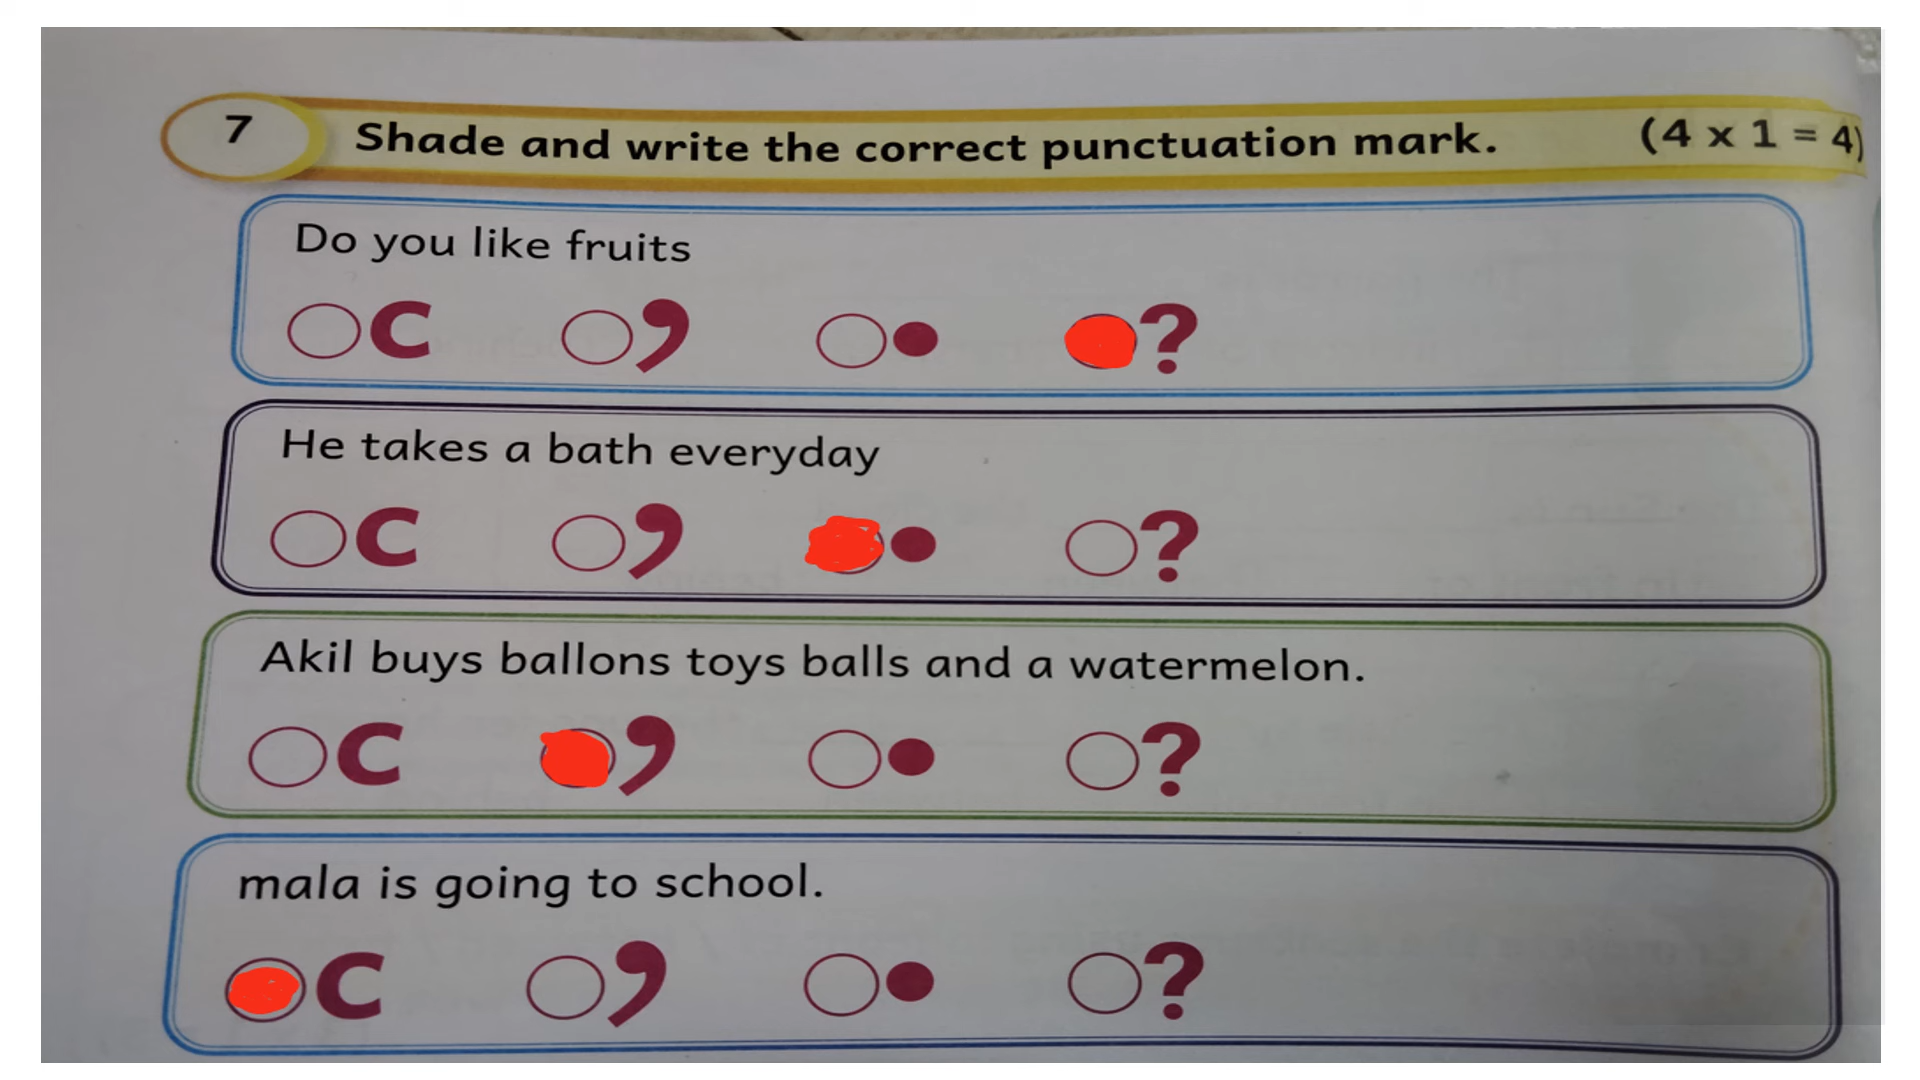 7 Shade and write the correct punctuation mark. (4 x 1 = 4)
Do you like fruits
C , . ?
He takes a bath everyday
C , . ?
Akil buys ballons toys balls and a watermelon.
C , . ?
mala is going to school.
C , . ?